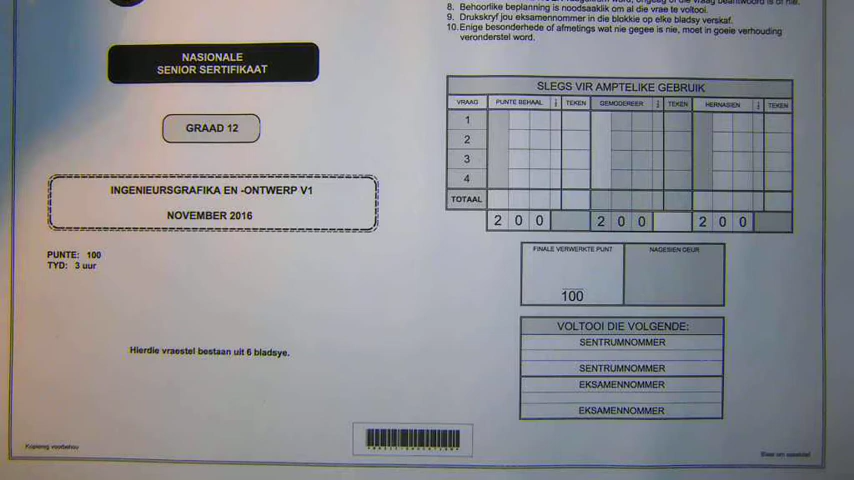 8. Behoorlike beplanning is noodsaaklik om al die vrae te voltooi.
9. Drukskryf jou eksamennommer in die blokkie op elke bladsy verskaf.
10. Enige besonderhede of afmetings wat nie gegee is nie, moet in goeie verhouding
veronderstel word.
NASIONALE
SENIOR SERTIFIKAAT
GRAAD 12
INGENIEURSGRAFIKA EN -ONTWERP V1
NOVEMBER 2016
PUNTE: 100
TYD: 3 uur
Hierdie vraestel bestaan uit 6 bladsye.
Kopiereg voorbehou
SLEGS VIR AMPTELIKE GEBRUIK
VRAAG PUNTE BEHAAL TEKEN GEMODEREER TEKEN HERNASIEN TEKEN
1
2
3
4
TOTAAL
2 0 0 2 0 0 2 0 0
FINALE VERWERKTE PUNT NAGESIEN DEUR
100
VOLTOOI DIE VOLGENDE:
SENTRUMNOMMER
SENTRUMNOMMER
EKSAMENNOMMER
EKSAMENNOMMER
Blaai om asseblief